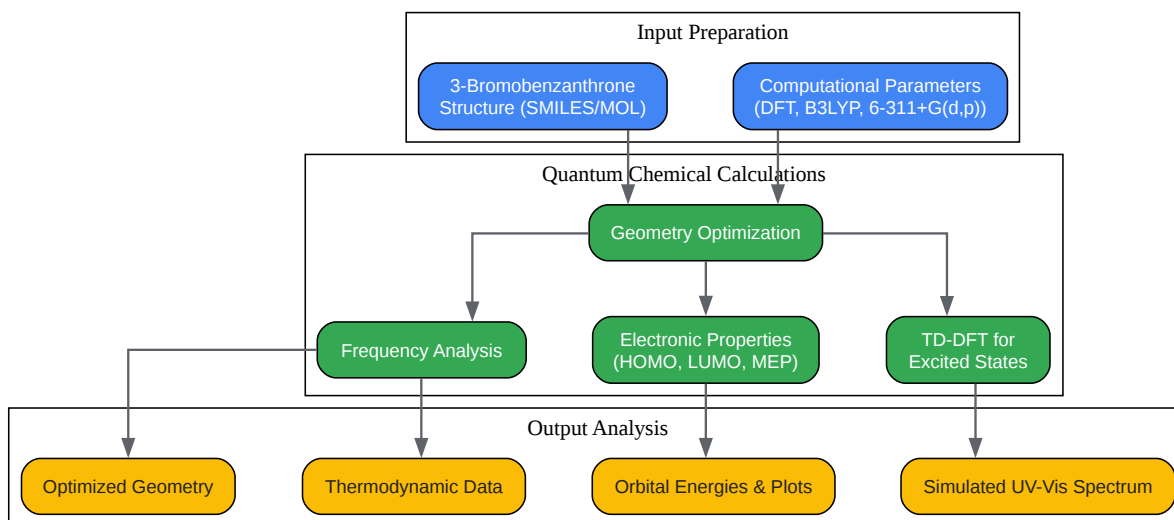 Input Preparation
3-Bromobenzanthrone
Structure (SMILES/MOL)
Computational Parameters
(DFT, B3LYP, 6-311+G(d,p))
Quantum Chemical Calculations
Geometry Optimization
Frequency Analysis
Electronic Properties
(HOMO, LUMO, MEP)
TD-DFT for
Excited States
Output Analysis
Optimized Geometry
Thermodynamic Data
Orbital Energies & Plots
Simulated UV-Vis Spectrum